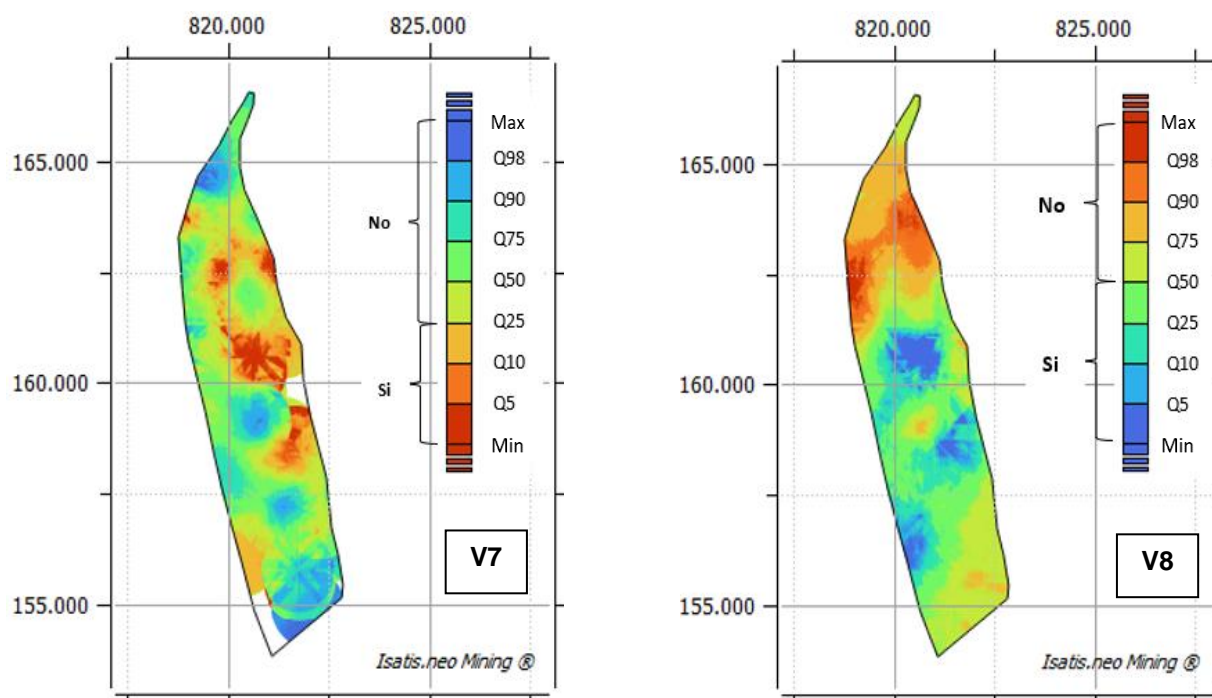 820.000 825.000
165.000
160.000
155.000
No
Si
Max
Q98
Q90
Q75
Q50
Q25
Q10
Q5
Min
V7
Isatis.neo Mining ®
820.000 825.000
165.000
160.000
155.000
No
Si
Max
Q98
Q90
Q75
Q50
Q25
Q10
Q5
Min
V8
Isatis.neo Mining ®